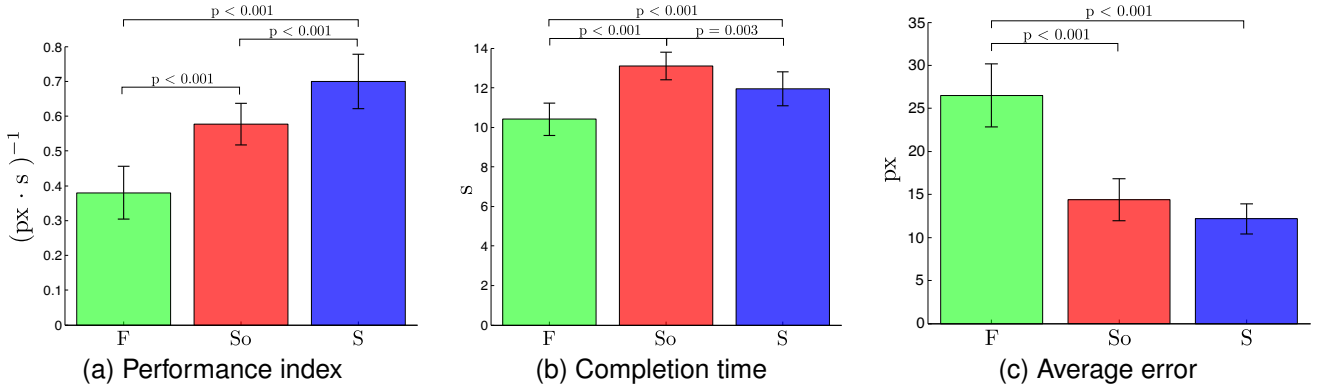 p < 0.001
p < 0.001
p < 0.001
(px · s )⁻¹
0.8
0.7
0.6
0.5
0.4
0.3
0.2
0.1
0
F So S
(a) Performance index
p < 0.001
p < 0.001 p = 0.003
s
14
12
10
8
6
4
2
0
F So S
(b) Completion time
p < 0.001
p < 0.001
px
35
30
25
20
15
10
5
0
F So S
(c) Average error